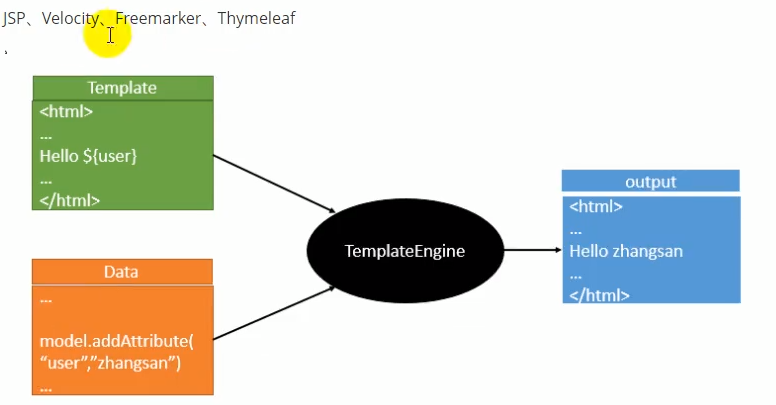 JSP、Velocity、Freemarker、Thymeleaf
、
Template
<html>
...
Hello ${user}
...
</html>
Data
...
model.addAttribute(
“user”,”zhangsan”)
...
TemplateEngine
output
<html>
...
Hello zhangsan
...
</html>